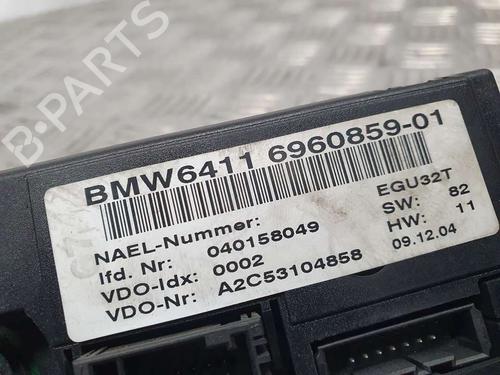 B-PARTS
BMW6411 6960859-01
NAEL-Nummer:
EGU32T
lfd. Nr: 040158049
SW: 82
VDO-Idx: 0002
HW: 11
VDO-Nr: A2C53104858
09.12.04